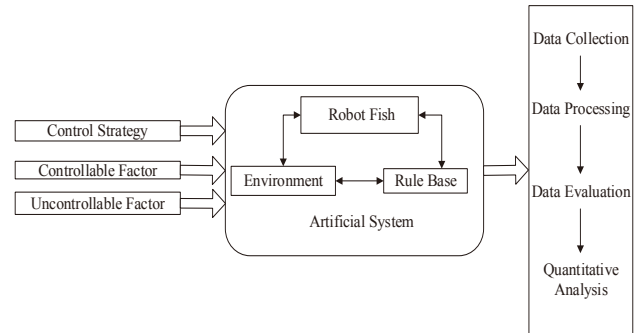 Control Strategy
Controllable Factor
Uncontrollable Factor
Robot Fish
Environment
Rule Base
Artificial System
Data Collection
Data Processing
Data Evaluation
Quantitative
Analysis